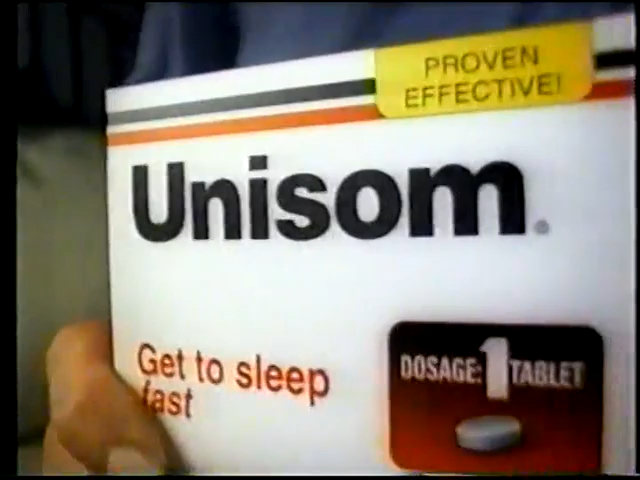 PROVEN
EFFECTIVE!
Unisom®
Get to sleep
fast
DOSAGE: 1 TABLET